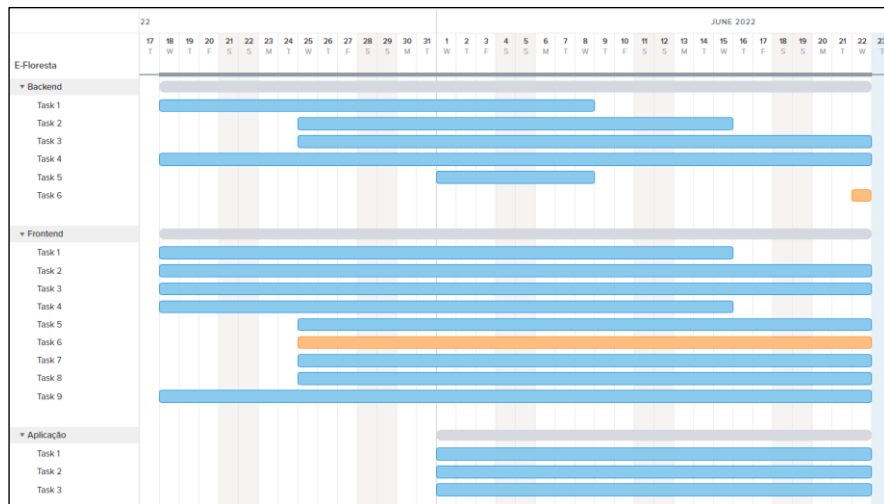 22 JUNE 2022
17 18 19 20 21 22 23 24 25 26 27 28 29 30 31 1 2 3 4 5 6 7 8 9 10 11 12 13 14 15 16 17 18 19 20 21 22 23
T W T F S S M T W T F S S M T W T F S S M T W T F S S M T W T F S S M T W T
E-Floresta
Backend
Task 1
Task 2
Task 3
Task 4
Task 5
Task 6
Frontend
Task 1
Task 2
Task 3
Task 4
Task 5
Task 6
Task 7
Task 8
Task 9
Aplicação
Task 1
Task 2
Task 3